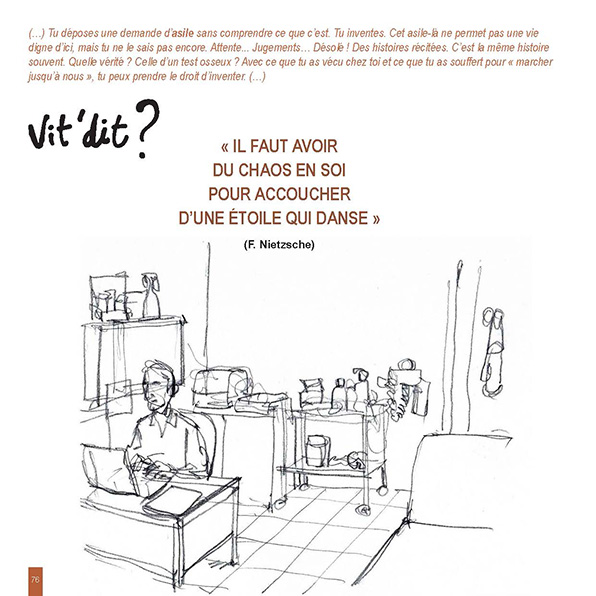 (…) Tu déposes une demande d'asile sans comprendre ce que c'est. Tu inventes. Cet asile-là ne permet pas une vie
digne d'ici, mais tu ne le sais pas encore. Attente... Jugements… Désolé ! Des histoires récitées. C'est la même histoire
souvent. Quelle vérité ? Celle d'un test osseux ? Avec ce que tu as vécu chez toi et ce que tu as souffert pour « marcher
jusqu'à nous », tu peux prendre le droit d'inventer. (…)
Vit'dit ?
« IL FAUT AVOIR
DU CHAOS EN SOI
POUR ACCOUCHER
D'UNE ÉTOILE QUI DANSE »
(F. Nietzsche)
76